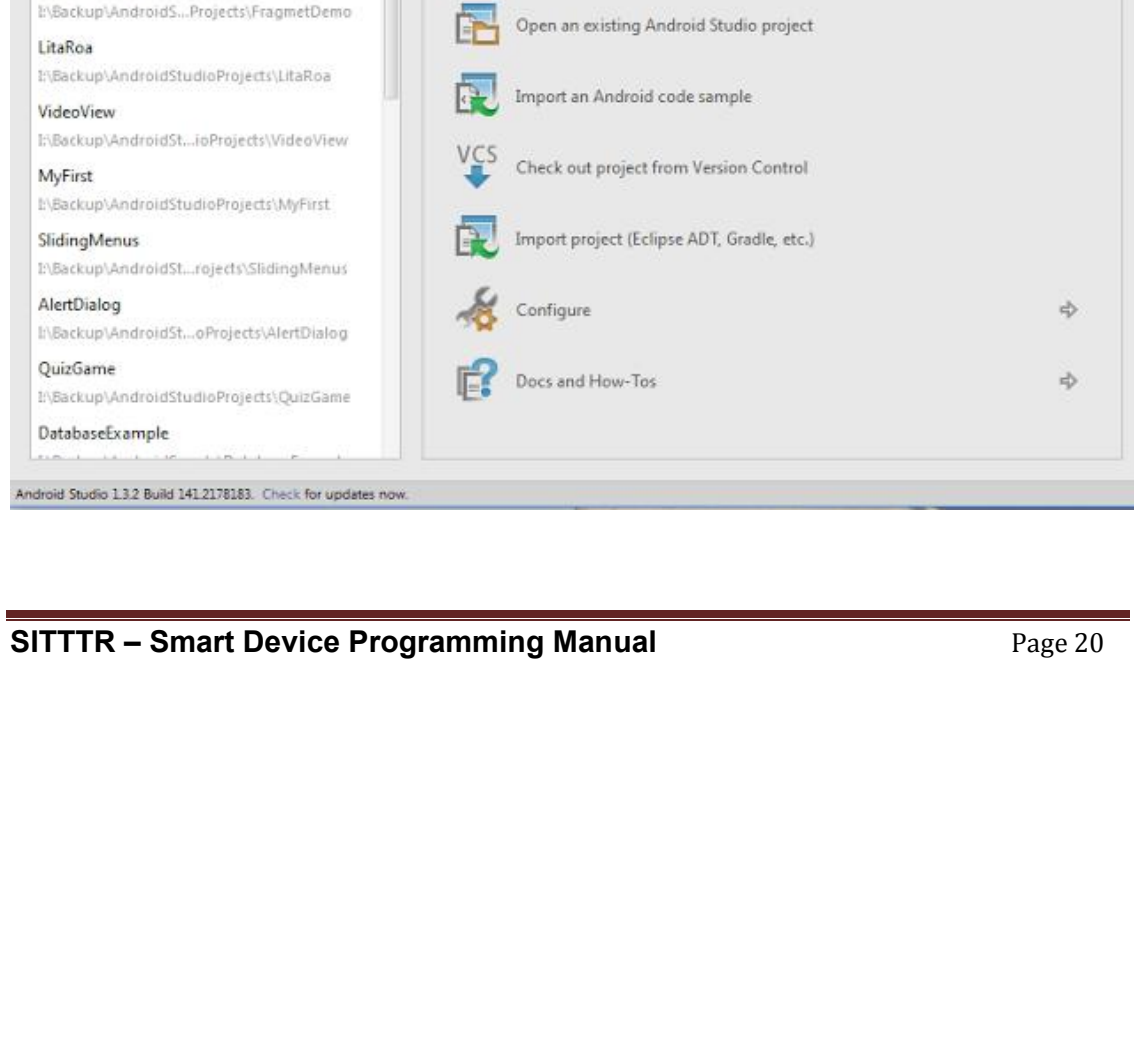 I:\Backup\AndroidS...Projects\FragmetDemo
LitaRoa
I:\Backup\AndroidStudioProjects\LitaRoa
VideoView
I:\Backup\AndroidSt...ioProjects\VideoView
MyFirst
I:\Backup\AndroidStudioProjects\MyFirst
SlidingMenus
I:\Backup\AndroidSt...rojects\SlidingMenus
AlertDialog
I:\Backup\AndroidSt...oProjects\AlertDialog
QuizGame
I:\Backup\AndroidStudioProjects\QuizGame
DatabaseExample
Open an existing Android Studio project
Import an Android code sample
VCS
Check out project from Version Control
Import project (Eclipse ADT, Gradle, etc.)
Configure
Docs and How-Tos
Android Studio 1.3.2 Build 141.2178183. Check for updates now.
SITTTR – Smart Device Programming Manual Page 20